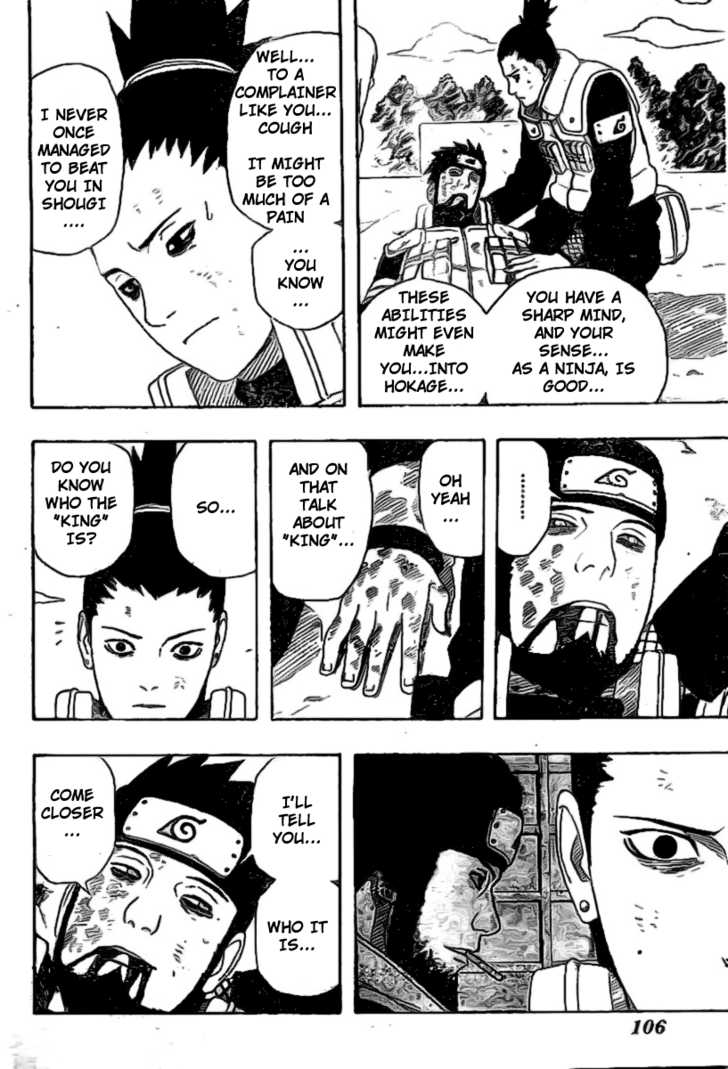 YOU HAVE A
SHARP MIND,
AND YOUR
SENSE...
AS A NINJA, IS
GOOD...
THESE
ABILITIES
MIGHT EVEN
MAKE
YOU...INTO
HOKAGE...
WELL...
TO A
COMPLAINER
LIKE YOU...
COUGH
IT MIGHT
BE TOO
MUCH OF A
PAIN
...
YOU
KNOW
...
I NEVER
ONCE
MANAGED
TO BEAT
YOU IN
SHOUGI
....
........
OH
YEAH
...
AND ON
THAT
TALK
ABOUT
"KING"...
SO...
DO YOU
KNOW
WHO THE
"KING"
IS?
I'LL
TELL
YOU...
WHO IT
IS...
COME
CLOSER
...
106